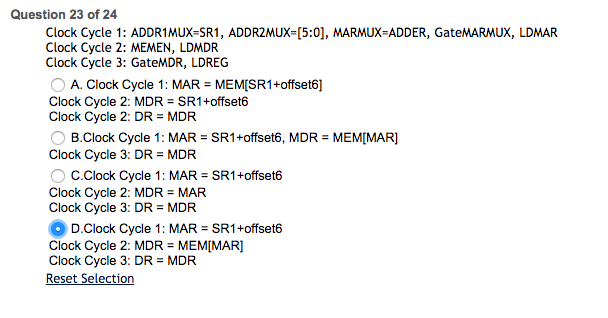 Question 23 of 24
Clock Cycle 1: ADDR1MUX=SR1, ADDR2MUX=[5:0], MARMUX=ADDER, GateMARMUX, LDMAR
Clock Cycle 2: MEMEN, LDMDR
Clock Cycle 3: GateMDR, LDREG
A. Clock Cycle 1: MAR = MEM[SR1+offset6]
Clock Cycle 2: MDR = SR1+offset6
Clock Cycle 2: DR = MDR
B.Clock Cycle 1: MAR = SR1+offset6, MDR = MEM[MAR]
Clock Cycle 3: DR = MDR
C.Clock Cycle 1: MAR = SR1+offset6
Clock Cycle 2: MDR = MAR
Clock Cycle 3: DR = MDR
D.Clock Cycle 1: MAR = SR1+offset6
Clock Cycle 2: MDR = MEM[MAR]
Clock Cycle 3: DR = MDR
Reset Selection